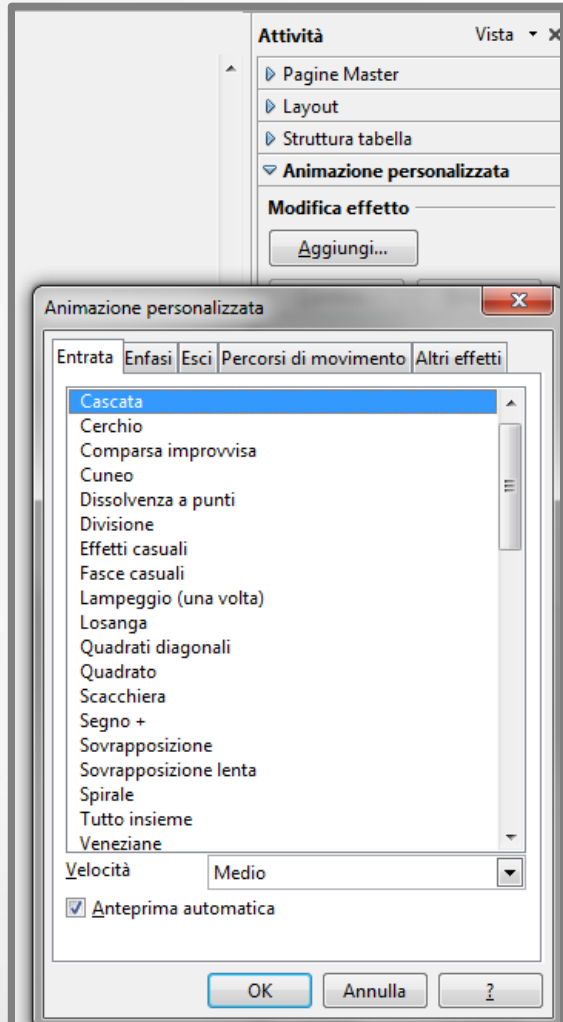 Attività Vista
Pagine Master
Layout
Struttura tabella
Animazione personalizzata
Modifica effetto
Aggiungi...
Animazione personalizzata
Entrata Enfasi Esci Percorsi di movimento Altri effetti
Cascata
Cerchio
Comparsa improvvisa
Cuneo
Dissolvenza a punti
Divisione
Effetti casuali
Fasce casuali
Lampeggio (una volta)
Losanga
Quadrati diagonali
Quadrato
Scacchiera
Segno +
Sovrapposizione
Sovrapposizione lenta
Spirale
Tutto insieme
Veneziane
Velocità Medio
Anteprima automatica
OK Annulla ?